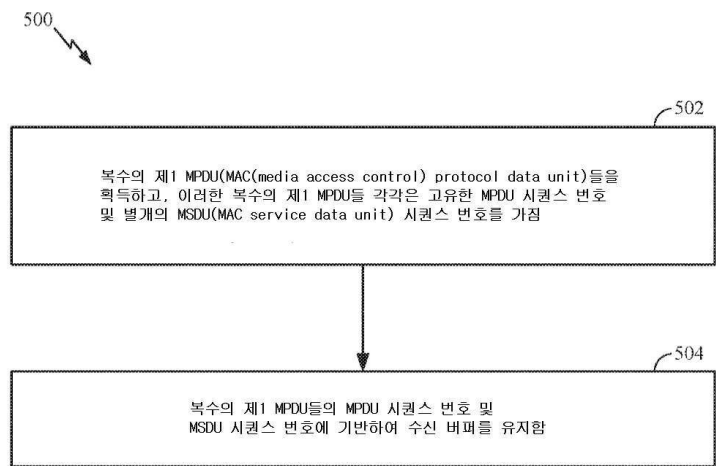 500
502
복수의 제1 MPDU(MAC(media access control) protocol data unit)들을
획득하고, 이러한 복수의 제1 MPDU들 각각은 고유한 MPDU 시퀀스 번호
및 별개의 MSDU(MAC service data unit) 시퀀스 번호를 가짐
504
복수의 제1 MPDU들의 MPDU 시퀀스 번호 및
MSDU 시퀀스 번호에 기반하여 수신 버퍼를 유지함